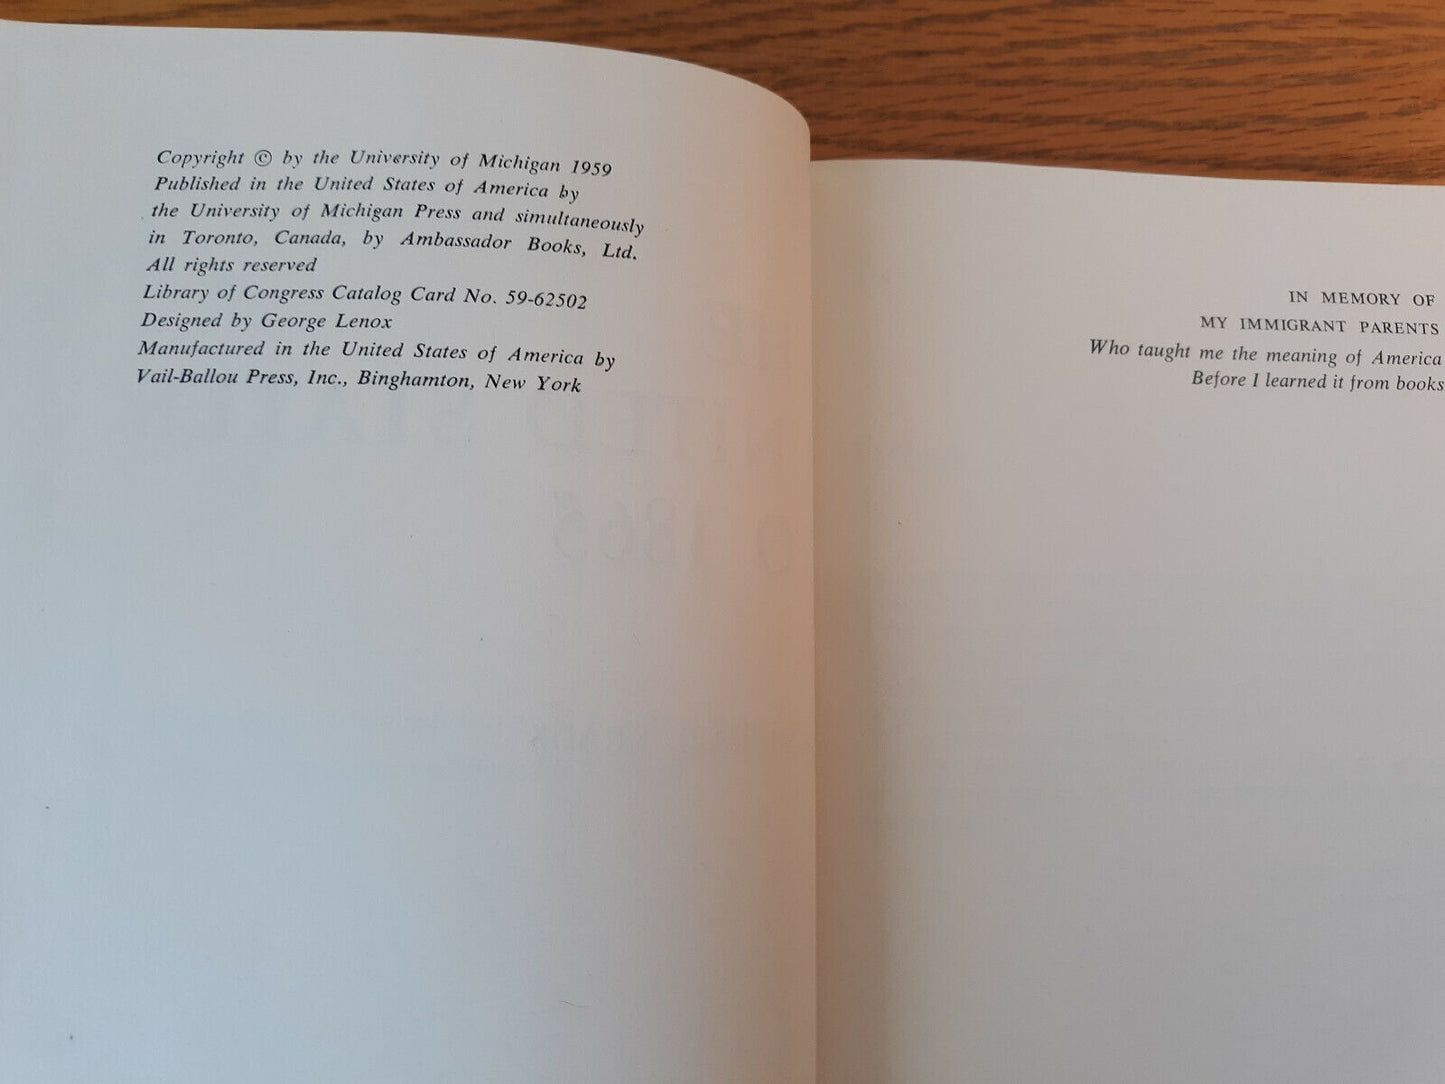 Copyright © by the University of Michigan 1959
Published in the United States of America by
the University of Michigan Press and simultaneously
in Toronto, Canada, by Ambassador Books, Ltd.
All rights reserved
Library of Congress Catalog Card No. 59-62502
Designed by George Lenox
Manufactured in the United States of America by
Vail-Ballou Press, Inc., Binghamton, New York
IN MEMORY OF
MY IMMIGRANT PARENTS
Who taught me the meaning of America
Before I learned it from books